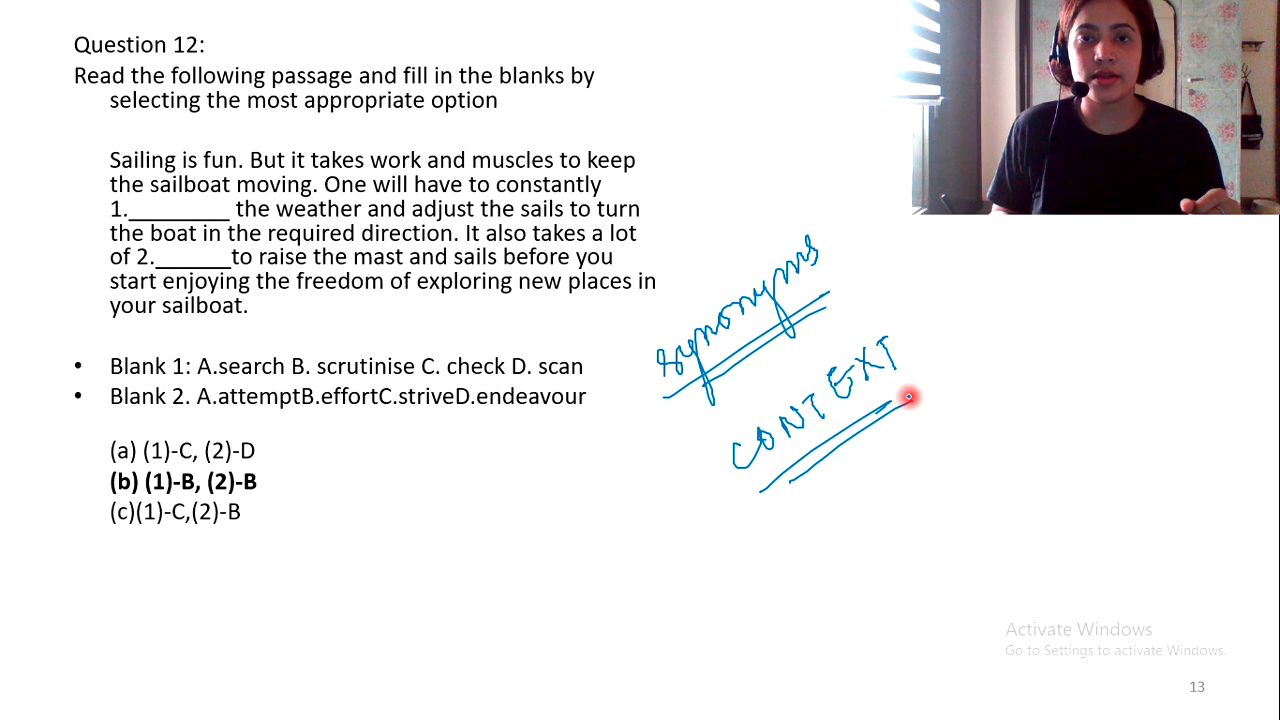 Question 12:
Read the following passage and fill in the blanks by
selecting the most appropriate option
Sailing is fun. But it takes work and muscles to keep
the sailboat moving. One will have to constantly
1.________ the weather and adjust the sails to turn
the boat in the required direction. It also takes a lot
of 2.______to raise the mast and sails before you
start enjoying the freedom of exploring new places in
your sailboat.
• Blank 1: A.search B. scrutinise C. check D. scan
• Blank 2. A.attemptB.effortC.striveD.endeavour
(a) (1)-C, (2)-D
(b) (1)-B, (2)-B
(c)(1)-C,(2)-B
synonyms
CONTEXT
Activate Windows
Go to Settings to activate Windows.
13